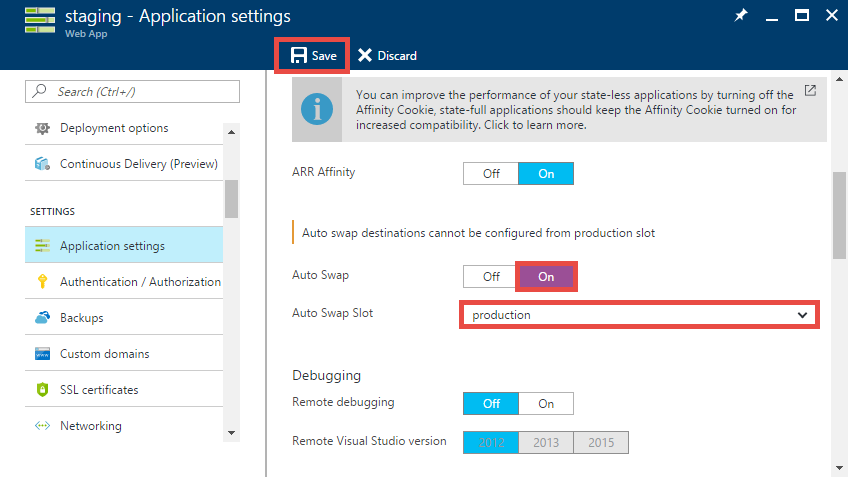 staging - Application settings
Web App
Save
Discard
Search (Ctrl+/)
Deployment options
Continuous Delivery (Preview)
SETTINGS
Application settings
Authentication / Authorization
Backups
Custom domains
SSL certificates
Networking
You can improve the performance of your state-less applications by turning off the
Affinity Cookie, state-full applications should keep the Affinity Cookie turned on for
increased compatibility. Click to learn more.
ARR Affinity Off On
Auto swap destinations cannot be configured from production slot
Auto Swap Off On
Auto Swap Slot production
Debugging
Remote debugging Off On
Remote Visual Studio version 2012 2013 2015